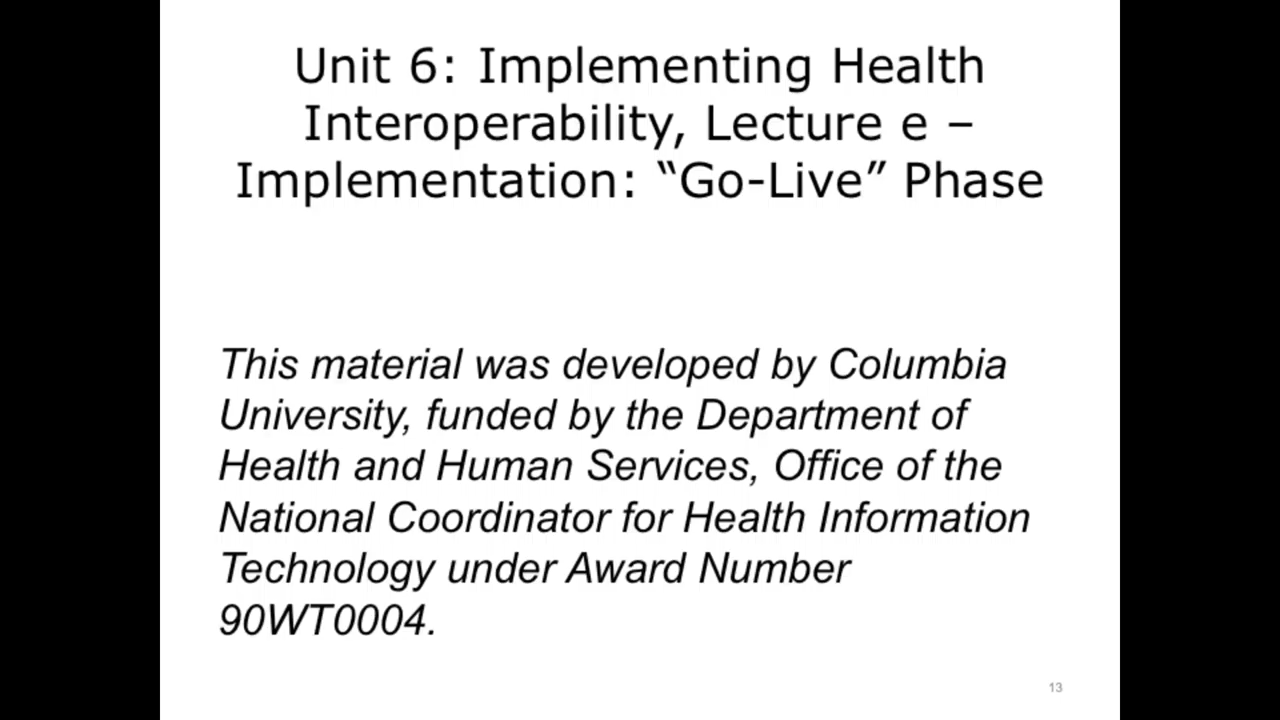 Unit 6: Implementing Health
Interoperability, Lecture e –
Implementation: “Go-Live” Phase
This material was developed by Columbia
University, funded by the Department of
Health and Human Services, Office of the
National Coordinator for Health Information
Technology under Award Number
90WT0004.
13